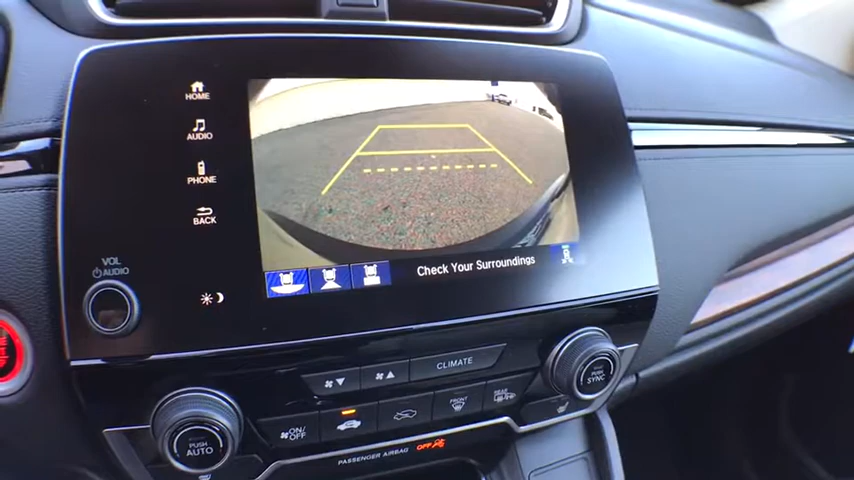 HOME
AUDIO
PHONE
BACK
VOL
AUDIO
Check Your Surroundings
CLIMATE
ON/
OFF
FRONT
REAR
PUSH
AUTO
PUSH
SYNC
PASSENGER AIRBAG
OFF